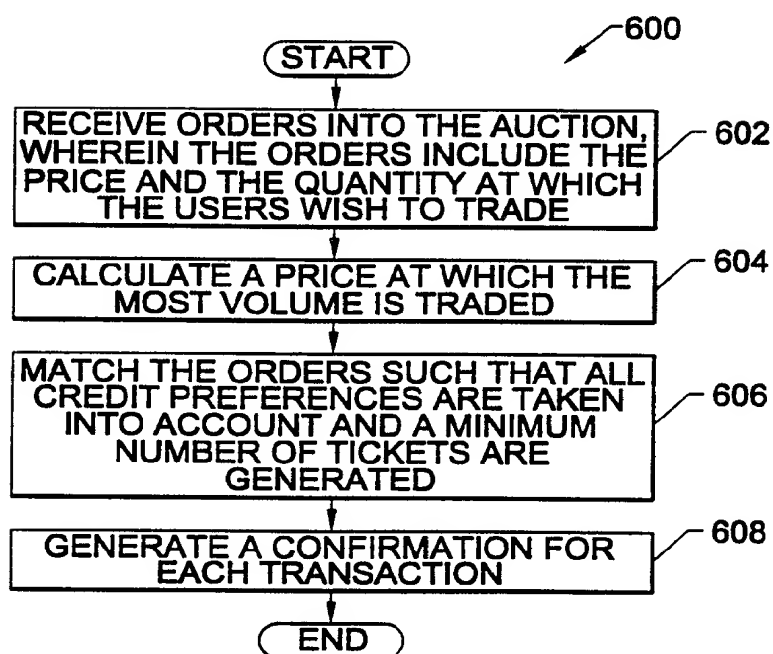 600
START
RECEIVE ORDERS INTO THE AUCTION,
WHEREIN THE ORDERS INCLUDE THE
PRICE AND THE QUANTITY AT WHICH
THE USERS WISH TO TRADE
602
CALCULATE A PRICE AT WHICH THE
MOST VOLUME IS TRADED
604
MATCH THE ORDERS SUCH THAT ALL
CREDIT PREFERENCES ARE TAKEN
INTO ACCOUNT AND A MINIMUM
NUMBER OF TICKETS ARE
GENERATED
606
GENERATE A CONFIRMATION FOR
EACH TRANSACTION
608
END